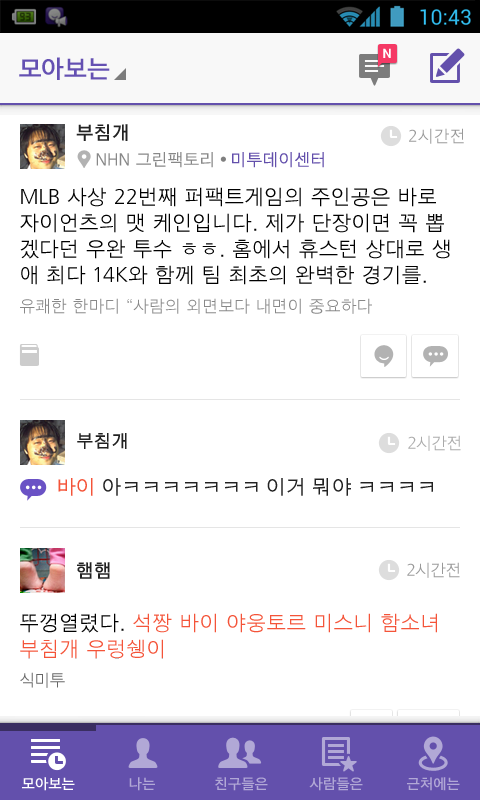 93
10:43
모아보는
N
부침개
2시간전
NHN 그린팩토리 • 미투데이센터
MLB 사상 22번째 퍼팩트게임의 주인공은 바로
자이언츠의 맷 케인입니다. 제가 단장이면 꼭 뽑
겠다던 우완 투수 ㅎㅎ. 홈에서 휴스턴 상대로 생
애 최다 14K와 함께 팀 최초의 완벽한 경기를.
유쾌한 한마디 “사람의 외면보다 내면이 중요하다
부침개
2시간전
바이 아ㅋㅋㅋㅋㅋㅋㅋ 이거 뭐야 ㅋㅋㅋㅋ
햄햄
2시간전
뚜껑열렸다. 석짱 바이 야웅토르 미스니 함소녀
부침개 우렁쉥이
식미투
모아보는
나는
친구들은
사람들은
근처에는